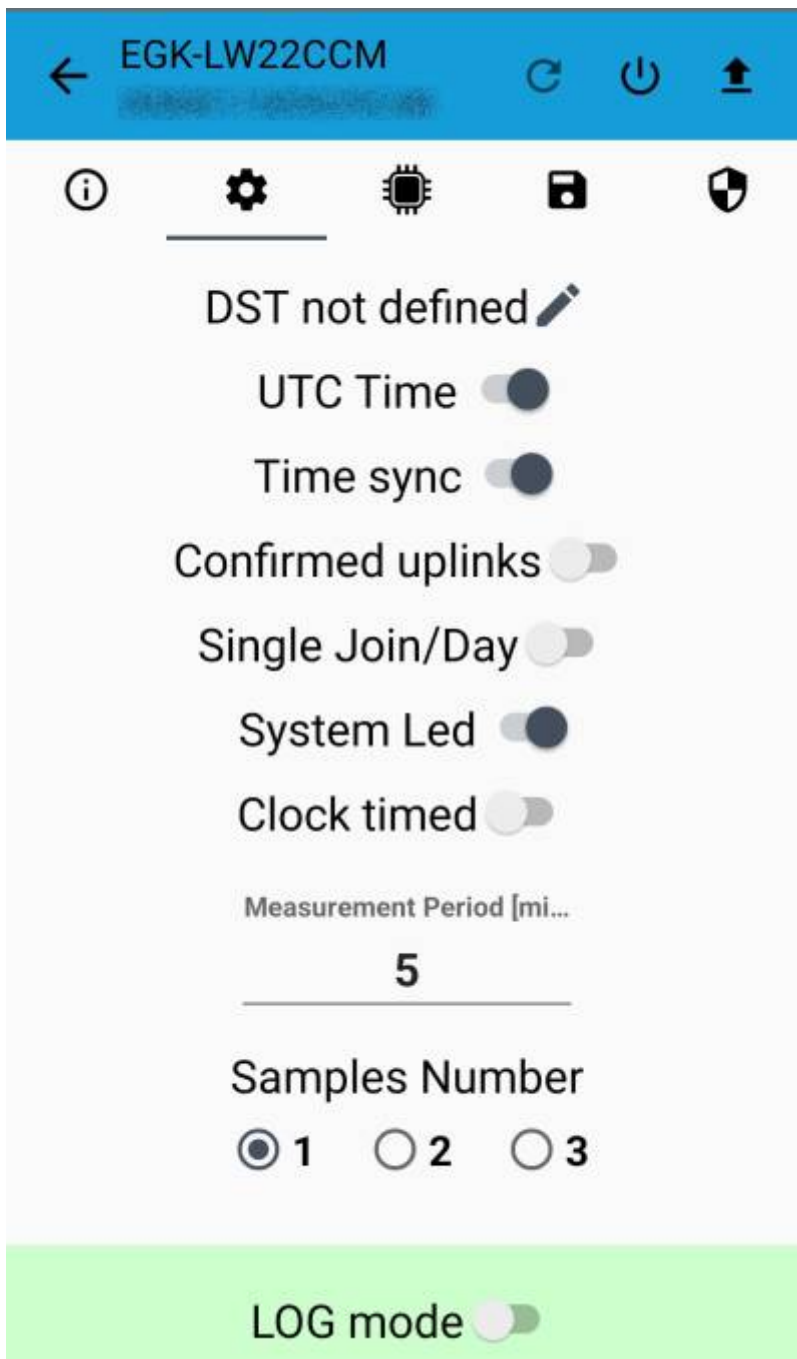 EGK-LW22CCM
DST not defined
UTC Time
Time sync
Confirmed uplinks
Single Join/Day
System Led
Clock timed
Measurement Period [mi...
5
Samples Number
1 2 3
LOG mode